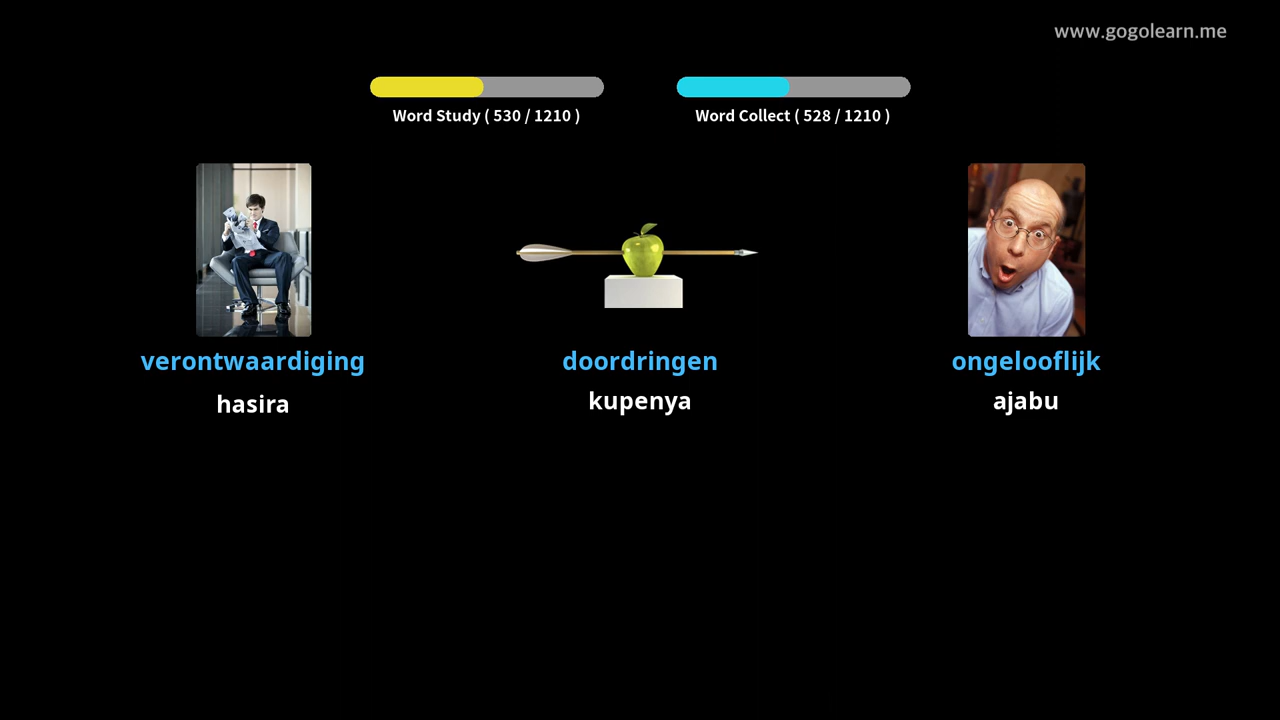 www.gogolearn.me
Word Study ( 530 / 1210 )
Word Collect ( 528 / 1210 )
verontwaardiging
hasira
doordringen
kupenya
ongelooflijk
ajabu